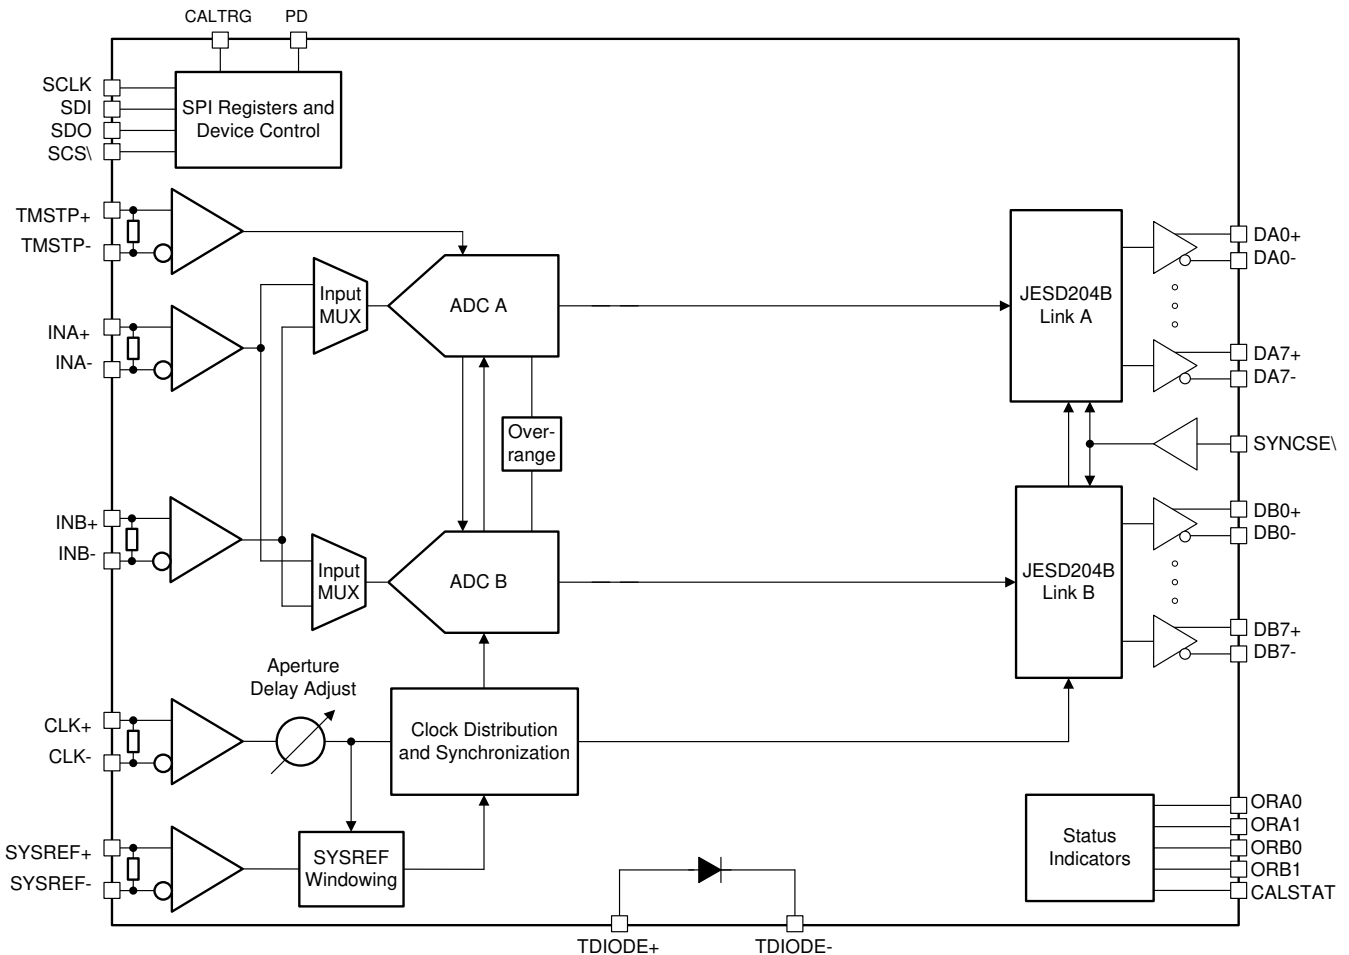 CALTRG
PD
SCLK
SDI
SDO
SCS\
SPI Registers and
Device Control
TMSTP+
TMSTP-
INA+
INA-
Input
MUX
ADC A
JESD204B
Link A
DA0+
DA0-
DA7+
DA7-
Over-
range
SYNCSE\
INB+
INB-
Input
MUX
ADC B
JESD204B
Link B
DB0+
DB0-
DB7+
DB7-
Aperture
Delay Adjust
CLK+
CLK-
Clock Distribution
and Synchronization
SYSREF+
SYSREF-
SYSREF
Windowing
Status
Indicators
ORA0
ORA1
ORB0
ORB1
CALSTAT
TDIODE+
TDIODE-